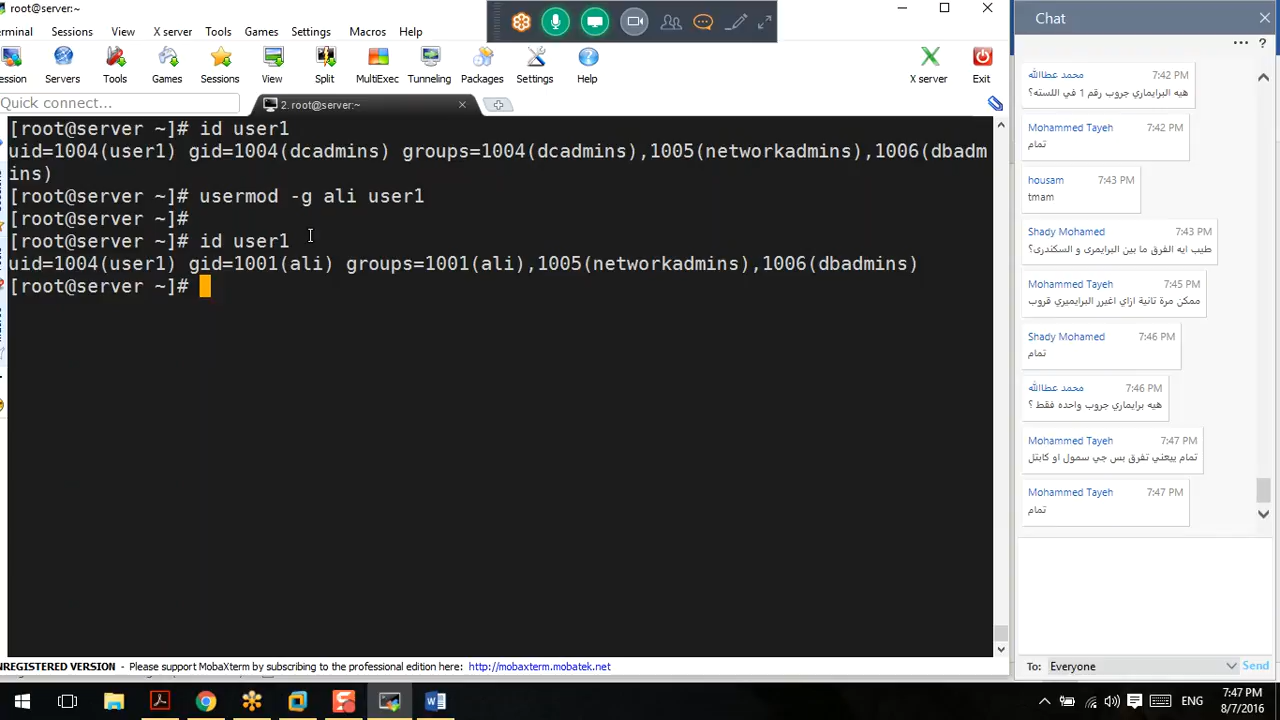 root@server:~
erminal Sessions View X server Tools Games Settings Macros Help
ession Servers Tools Games Sessions View Split MultiExec Tunneling Packages Settings Help X server Exit
Quick connect...
2. root@server:~
[root@server ~]# id user1
uid=1004(user1) gid=1004(dcadmins) groups=1004(dcadmins),1005(networkadmins),1006(dbadm
ins)
[root@server ~]# usermod -g ali user1
[root@server ~]#
[root@server ~]# id user1
uid=1004(user1) gid=1001(ali) groups=1001(ali),1005(networkadmins),1006(dbadmins)
[root@server ~]#
NREGISTERED VERSION - Please support MobaXterm by subscribing to the professional edition here: http://mobaxterm.mobatek.net
Chat
محمد عطاالله 7:42 PM
هيه البرايماري جروب رقم 1 في اللسته؟
Mohammed Tayeh 7:42 PM
تمام
housam 7:43 PM
tmam
Shady Mohamed 7:43 PM
طيب ايه الفرق ما بين البرايمرى و السكندرى؟
Mohammed Tayeh 7:45 PM
ممكن مرة تانية ازاي اغيرر البرايميري قروب
Shady Mohamed 7:46 PM
تمام
محمد عطاالله 7:46 PM
هيه برايماري جروب واحده فقط ؟
Mohammed Tayeh 7:47 PM
تمام يبعني تفرق بس جي سمول او كابتل
Mohammed Tayeh 7:47 PM
تمام
To: Everyone Send
ENG
7:47 PM
8/7/2016